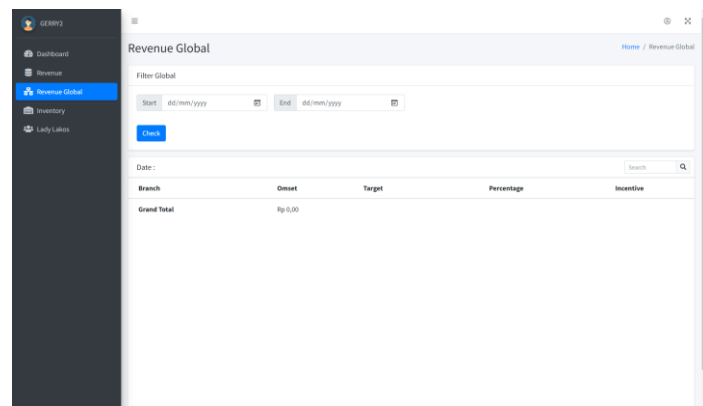 GERRY2
Dashboard
Revenue
Revenue Global
Inventory
Lady Lakos
Revenue Global
Home / Revenue Global
Filter Global
Start dd/mm/yyyy End dd/mm/yyyy
Check
Date :
Search
Branch Omset Target Percentage Incentive
Grand Total Rp 0,00